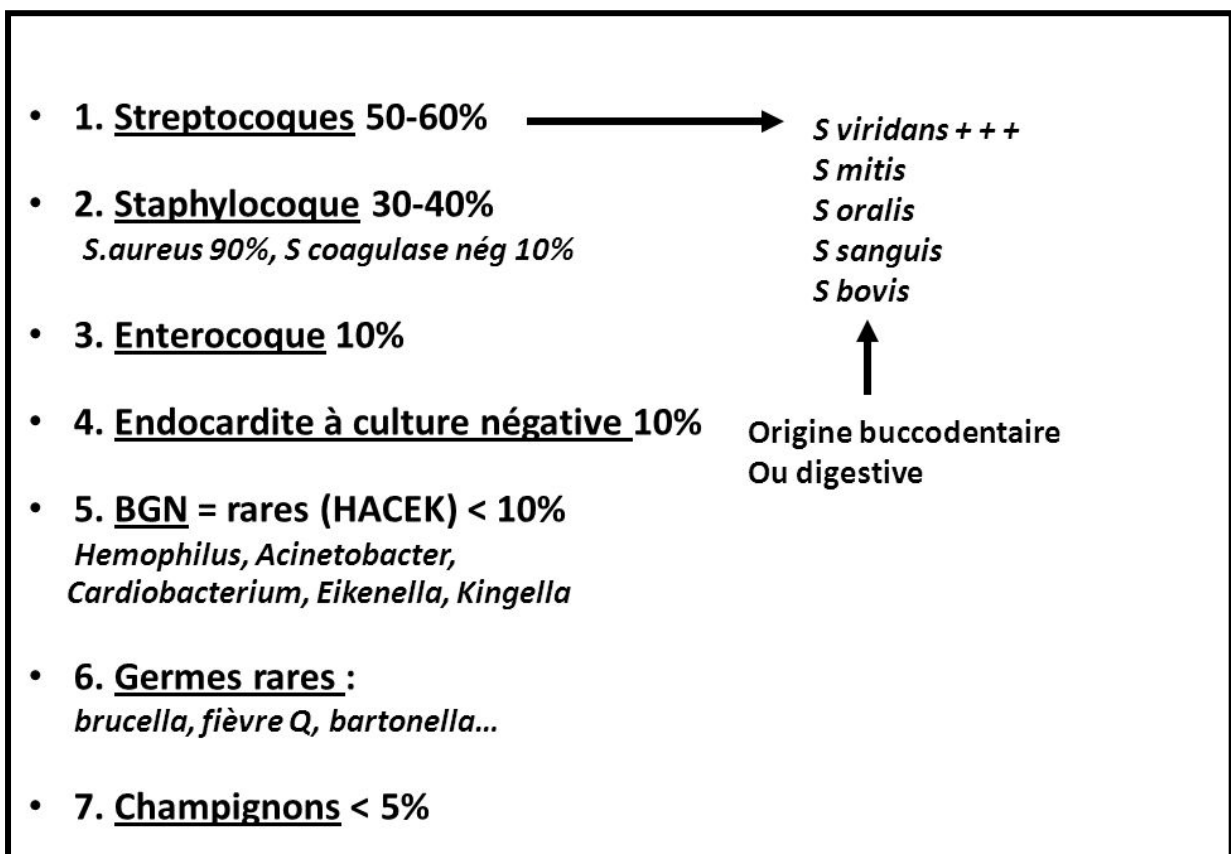 • 1. Streptocoques 50-60%
• 2. Staphylocoque 30-40%
S.aureus 90%, S coagulase nég 10%
• 3. Enterocoque 10%
• 4. Endocardite à culture négative 10%
• 5. BGN = rares (HACEK) < 10%
Hemophilus, Acinetobacter,
Cardiobacterium, Eikenella, Kingella
• 6. Germes rares :
brucella, fièvre Q, bartonella...
• 7. Champignons < 5%
S viridans + + +
S mitis
S oralis
S sanguis
S bovis
Origine buccodentaire
Ou digestive